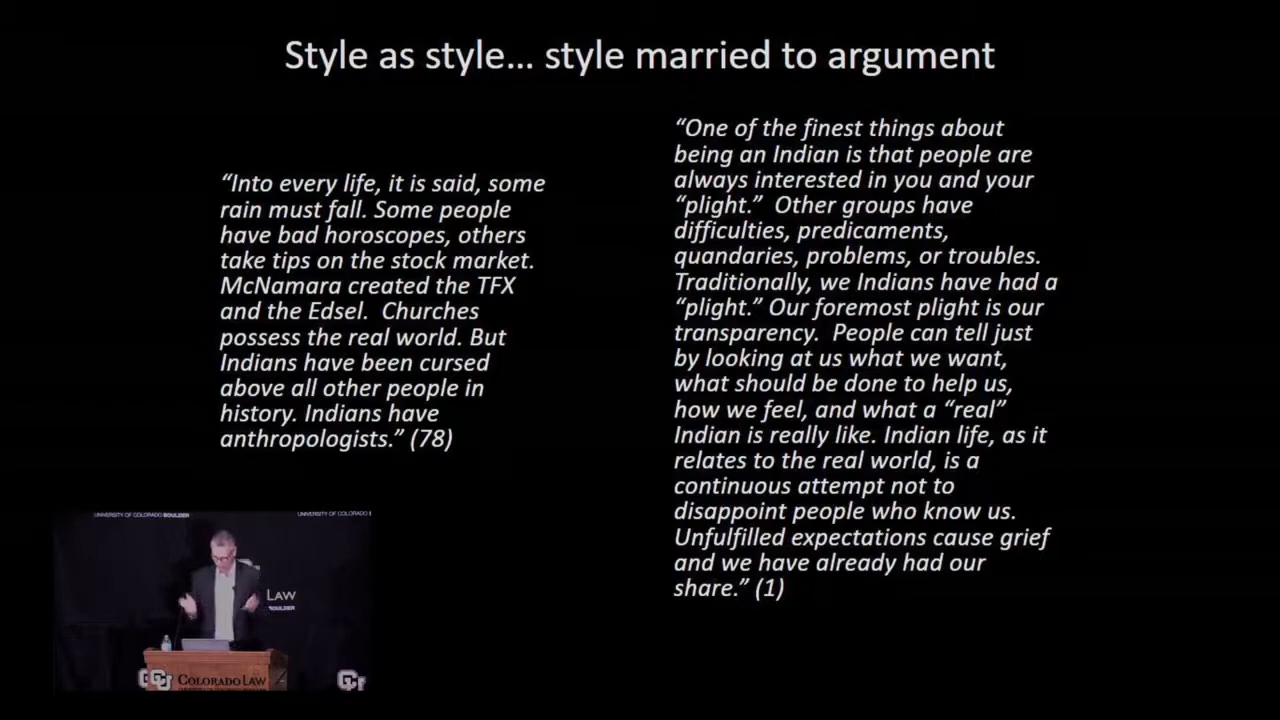 Style as style… style married to argument
“Into every life, it is said, some
rain must fall. Some people
have bad horoscopes, others
take tips on the stock market.
McNamara created the TFX
and the Edsel.  Churches
possess the real world. But
Indians have been cursed
above all other people in
history. Indians have
anthropologists.” (78)
“One of the finest things about
being an Indian is that people are
always interested in you and your
“plight.”  Other groups have
difficulties, predicaments,
quandaries, problems, or troubles.
Traditionally, we Indians have had a
“plight.” Our foremost plight is our
transparency.  People can tell just
by looking at us what we want,
what should be done to help us,
how we feel, and what a “real”
Indian is really like. Indian life, as it
relates to the real world, is a
continuous attempt not to
disappoint people who know us.
Unfulfilled expectations cause grief
and we have already had our
share.” (1)
UNIVERSITY OF COLORADO BOULDER
UNIVERSITY OF COLORADO B
LAW
BOULDER
CU COLORADO LAW
CU